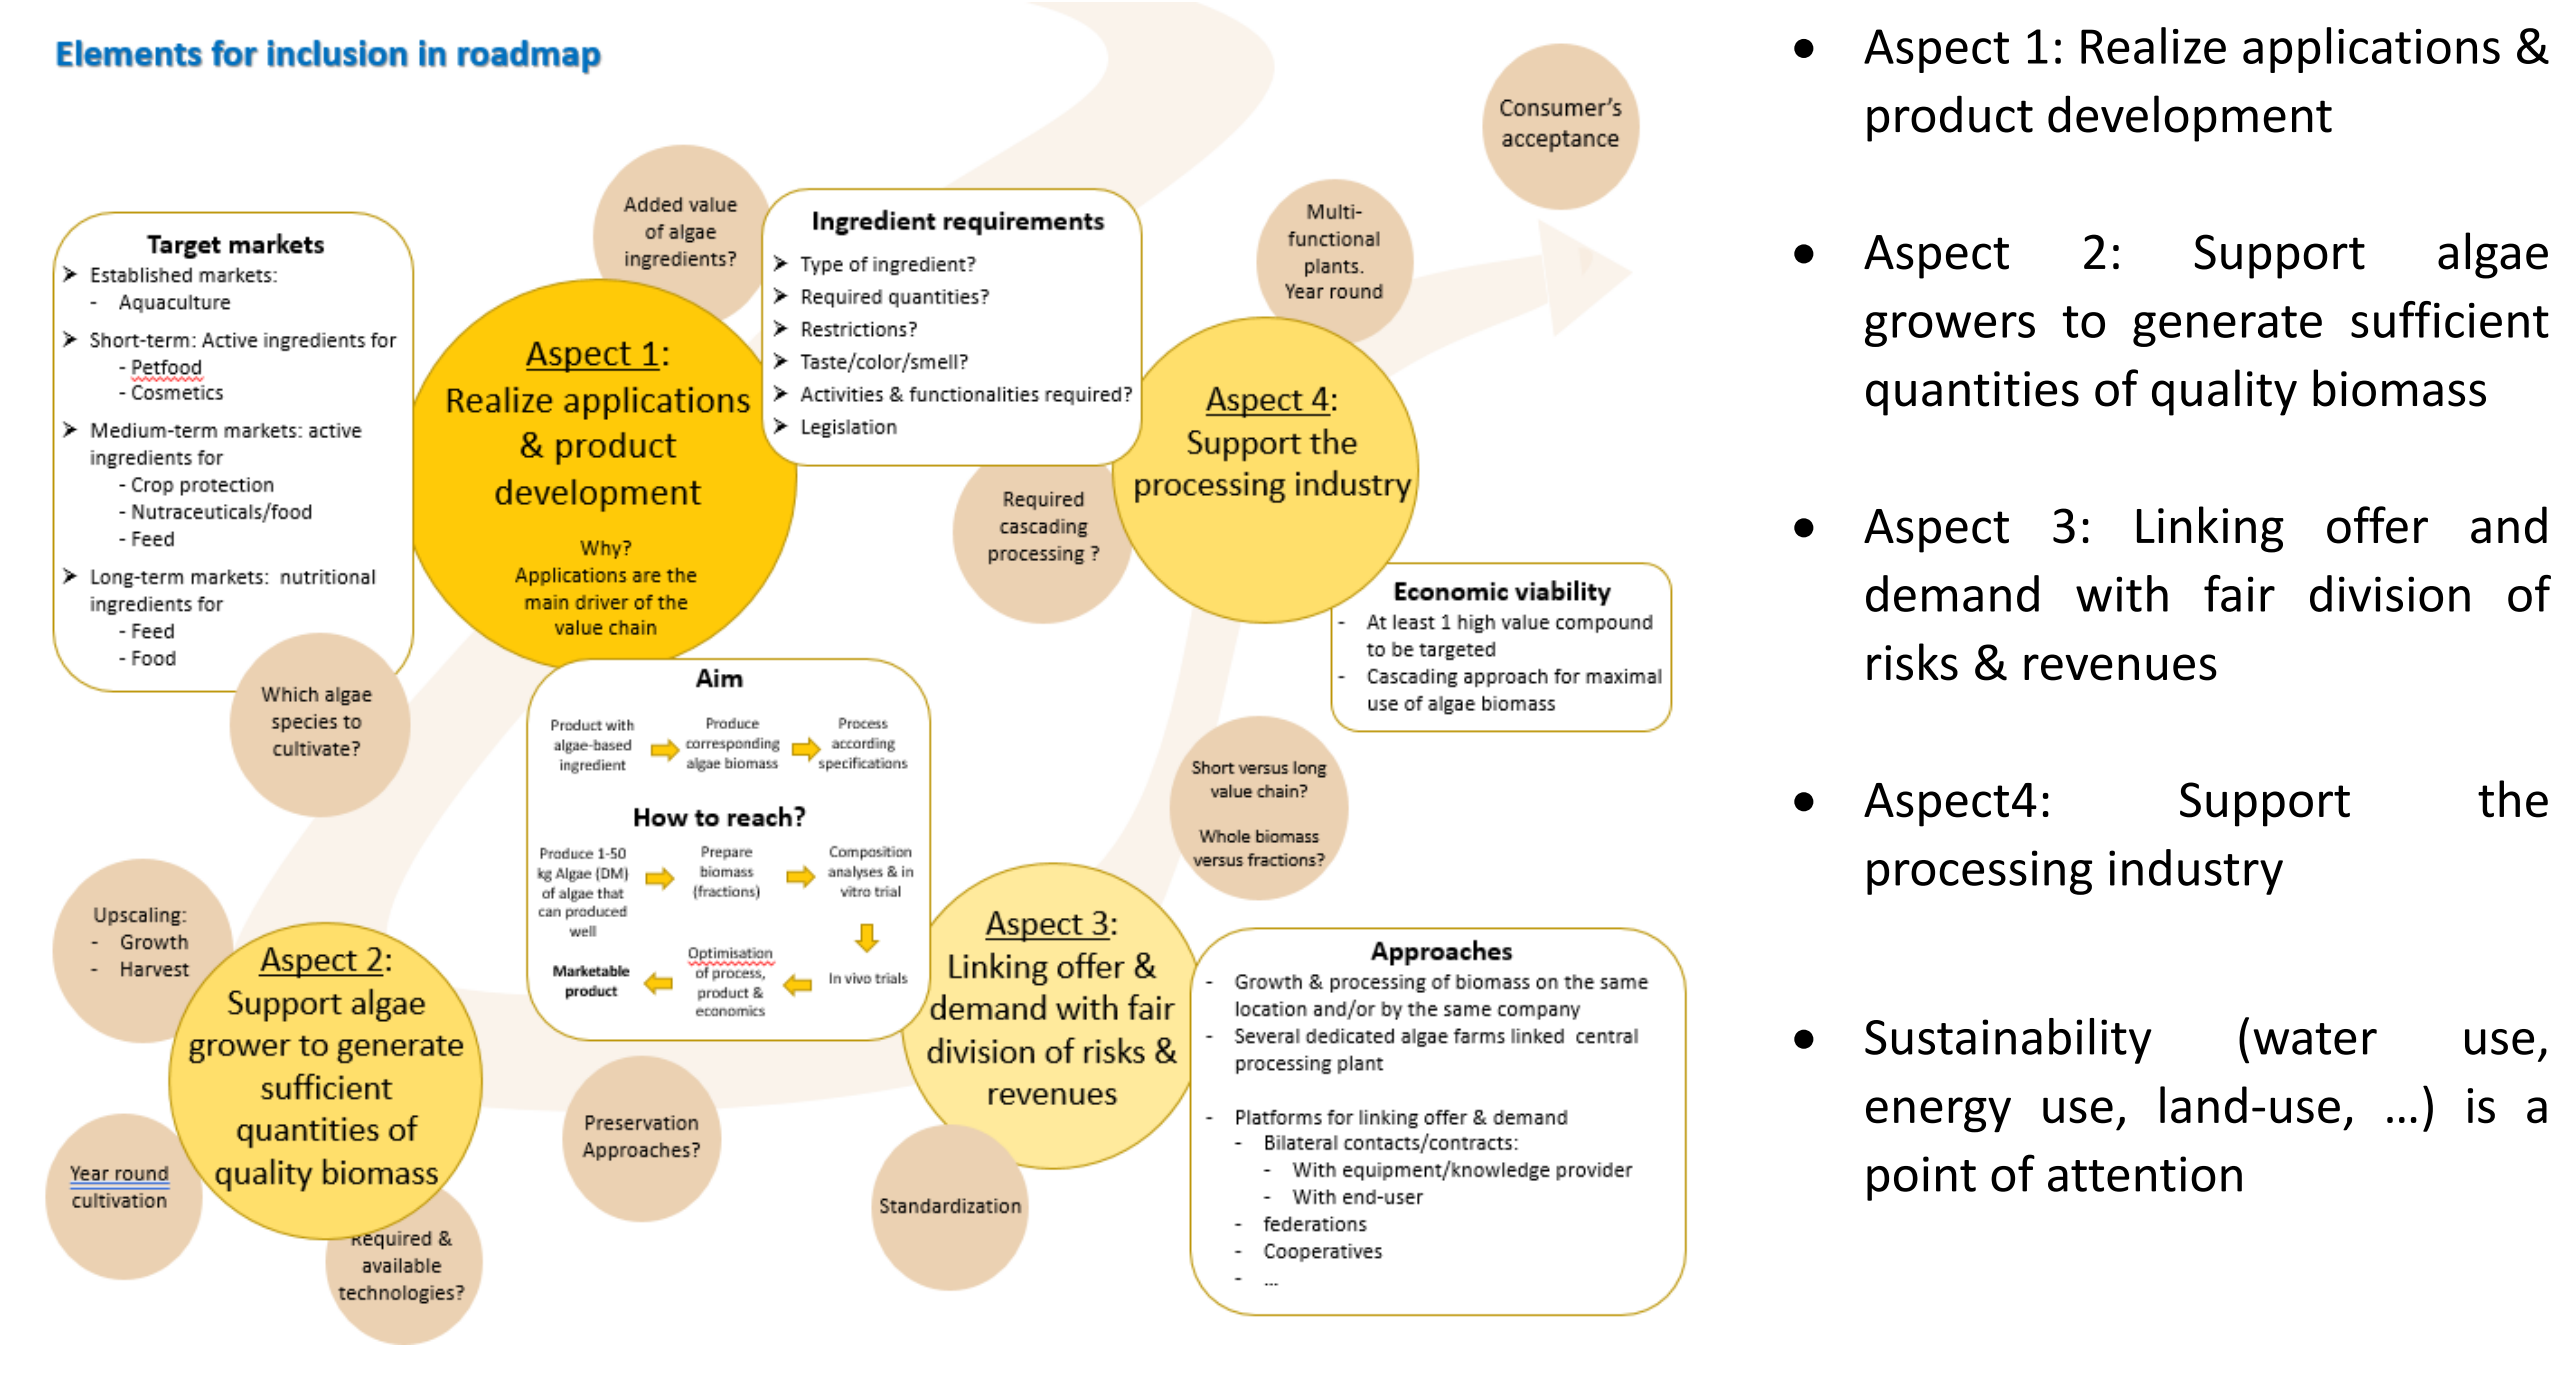 Elements for inclusion in roadmap
Target markets
➤ Established markets:
- Aquaculture
➤ Short-term: Active ingredients for
- Petfood
- Cosmetics
➤ Medium-term markets: active
ingredients for
- Crop protection
- Nutraceuticals/food
- Feed
➤ Long-term markets: nutritional
ingredients for
- Feed
- Food
Added value
of algae
ingredients?
Aspect 1:
Realize applications
& product
development
Why?
Applications are the
main driver of the
value chain
Ingredient requirements
➤ Type of ingredient?
➤ Required quantities?
➤ Restrictions?
➤ Taste/color/smell?
➤ Activities & functionalities required?
➤ Legislation
Consumer's
acceptance
Multi-
functional
plants.
Year round
Aspect 4:
Support the
processing industry
Required
cascading
processing ?
Economic viability
- At least 1 high value compound
to be targeted
- Cascading approach for maximal
use of algae biomass
Which algae
species to
cultivate?
Aim
Product with
algae-based
ingredient
Produce
corresponding
algae biomass
Process
according
specifications
How to reach?
Produce 1-50
kg Algae (DM)
of algae that
can produced
well
Prepare
biomass
(fractions)
Composition
analyses & in
vitro trial
In vivo trials
Optimisation
of process,
product &
economics
Marketable
product
Short versus long
value chain?
Whole biomass
versus fractions?
Upscaling:
- Growth
- Harvest
Aspect 2:
Support algae
grower to generate
sufficient
quantities of
quality biomass
Year round
cultivation
Required &
available
technologies?
Preservation
Approaches?
Aspect 3:
Linking offer &
demand with fair
division of risks &
revenues
Standardization
Approaches
- Growth & processing of biomass on the same
location and/or by the same company
- Several dedicated algae farms linked central
processing plant
- Platforms for linking offer & demand
- Bilateral contacts/contracts:
- With equipment/knowledge provider
- With end-user
- federations
- Cooperatives
- ...
• Aspect 1: Realize applications &
product development
• Aspect 2: Support algae
growers to generate sufficient
quantities of quality biomass
• Aspect 3: Linking offer and
demand with fair division of
risks & revenues
• Aspect4: Support the
processing industry
• Sustainability (water use,
energy use, land-use, …) is a
point of attention